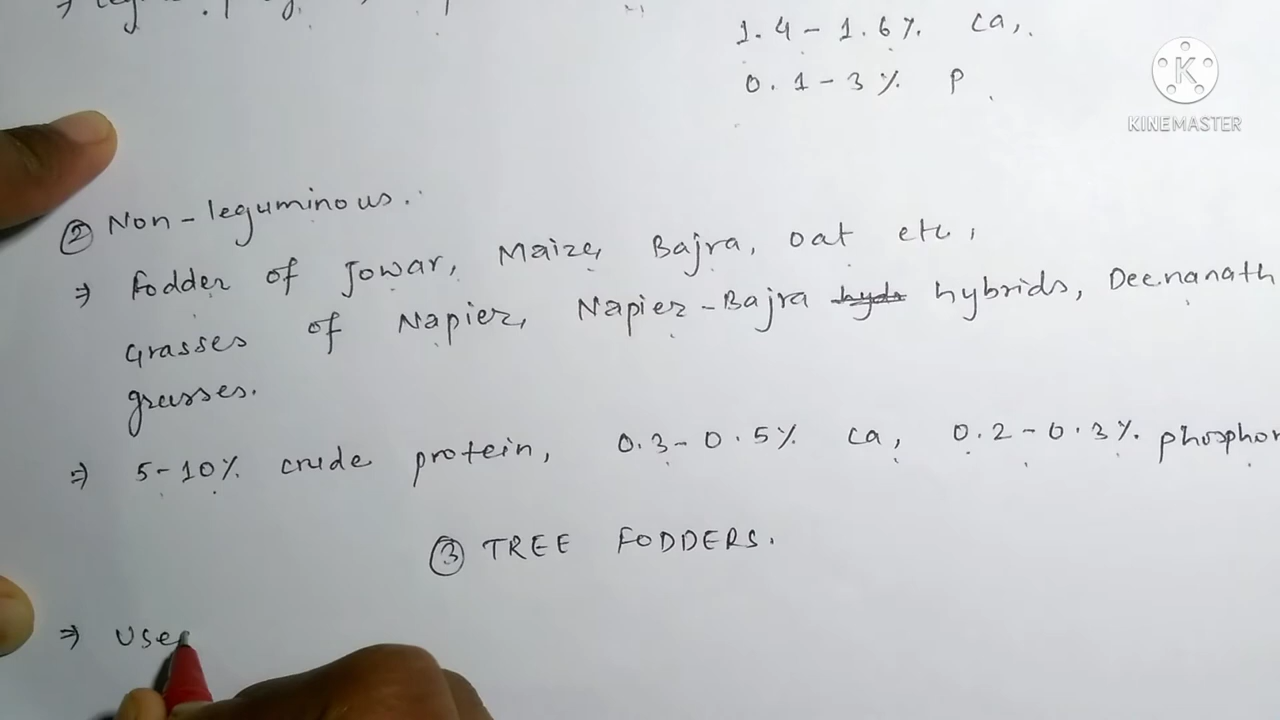 1.4 - 1.6% ca,
0.1 - 3% P
KINEMASTER
② Non-leguminous.
⇒ Fodder of Jowar, Maize, Bajra, oat etc,
Grasses of Napier, Napier-Bajra hybrids, Deenanath
grasses.
⇒ 5-10% crude protein, 0.3-0.5% ca, 0.2-0.3% phosphor
③ TREE FODDERS.
⇒ Use